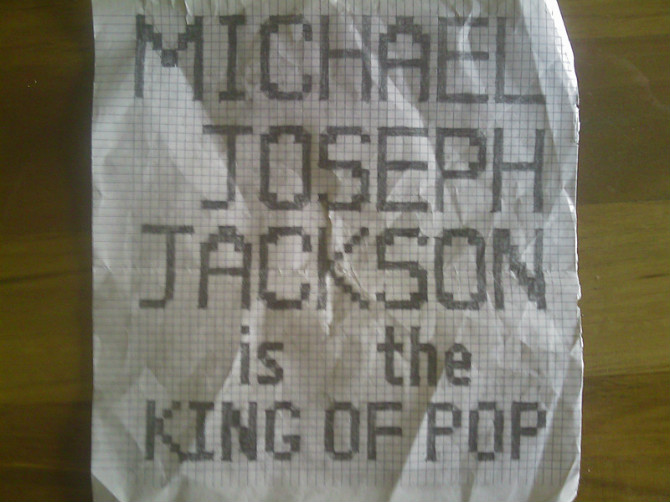 MICHAEL
JOSEPH
JACKSON
is the
KING OF POP